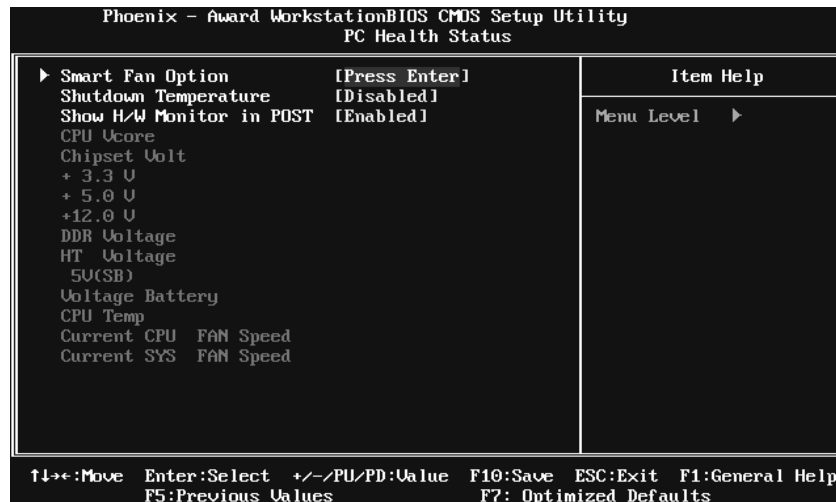 Phoenix - Award WorkstationBIOS CMOS Setup Utility
PC Health Status
Smart Fan Option [Press Enter]
Shutdown Temperature [Disabled]
Show H/W Monitor in POST [Enabled]
CPU Vcore
Chipset Volt
+ 3.3 V
+ 5.0 V
+12.0 V
DDR Voltage
HT Voltage
5V(SB)
Voltage Battery
CPU Temp
Current CPU FAN Speed
Current SYS FAN Speed
Item Help
Menu Level
↑↓→←:Move Enter:Select +/-/PU/PD:Value F10:Save ESC:Exit F1:General Help
F5:Previous Values F7: Optimized Defaults